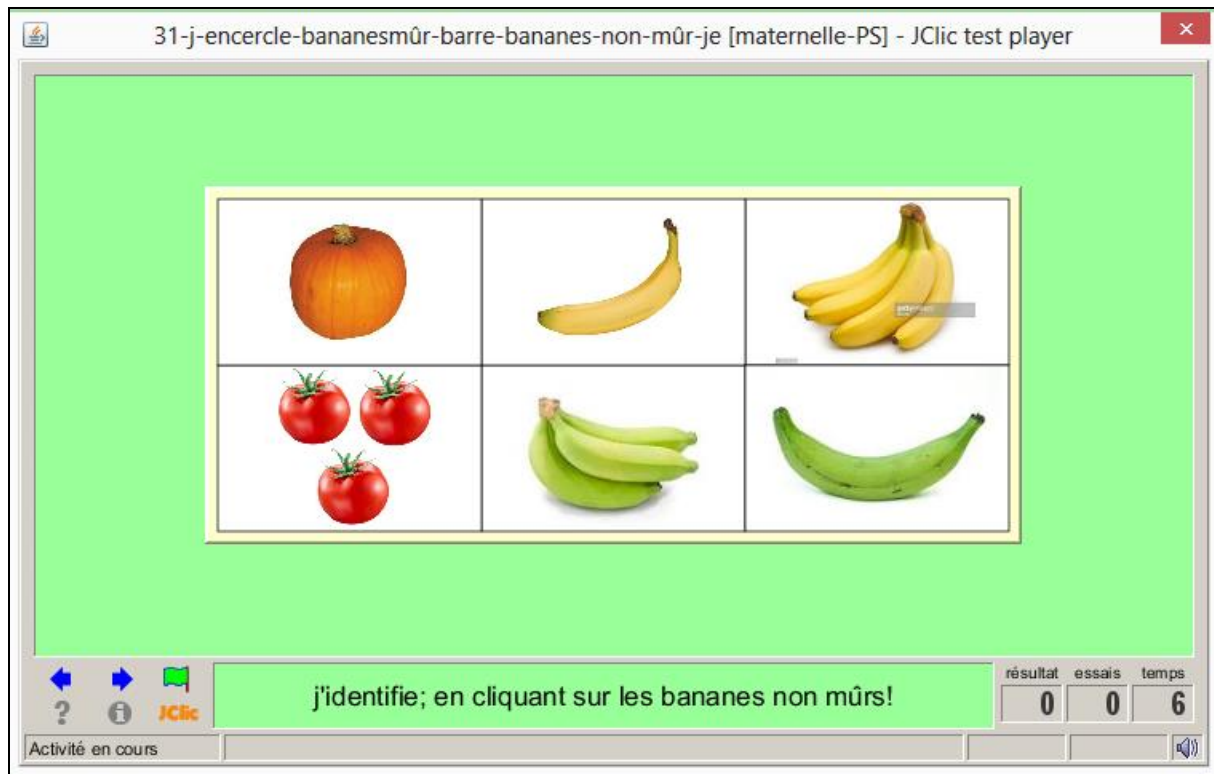 31-j-encercle-bananesmûr-barre-bananes-non-mûr-je [maternelle-PS] - JClic test player
j'identifie; en cliquant sur les bananes non mûrs!
résultat essais temps
0 0 6
? i JClic
Activité en cours